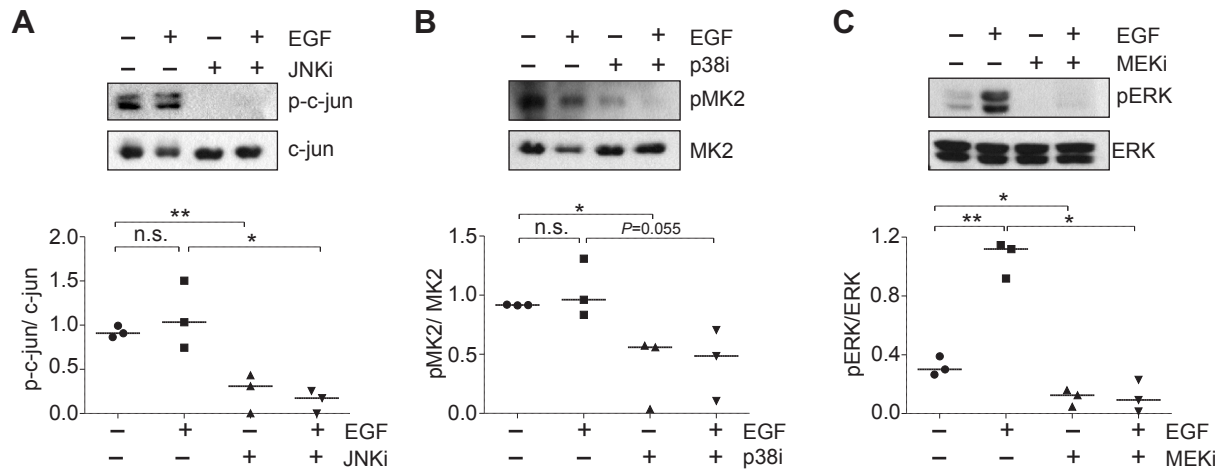 A
− + − + EGF
− − + + JNKi
p-c-jun
c-jun
**
n.s. *
2.0
1.5
1.0
0.5
0.0
p-c-jun/ c-jun
− + − + EGF
− − + + JNKi
B
− + − + EGF
− − + + p38i
pMK2
MK2
*
n.s. P=0.055
1.5
1.0
0.5
0.0
pMK2/ MK2
− + − + EGF
− − + + p38i
C
− + − + EGF
− − + + MEKi
pERK
ERK
*
** *
1.2
0.8
0.4
0.0
pERK/ERK
− + − + EGF
− − + + MEKi